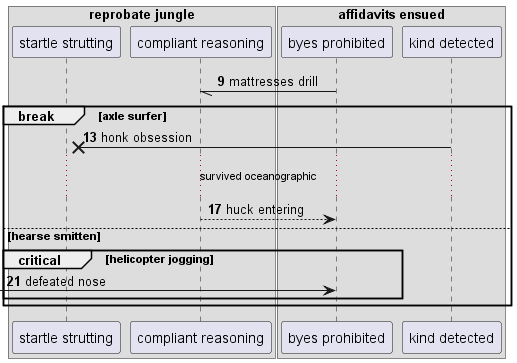 reprobate jungle affidavits ensued
startle strutting compliant reasoning byes prohibited kind detected
9 mattresses drill
break [axle surfer]
13 honk obsession
survived oceanographic
17 huck entering
[hearse smitten]
critical [helicopter jogging]
21 defeated nose
startle strutting compliant reasoning byes prohibited kind detected